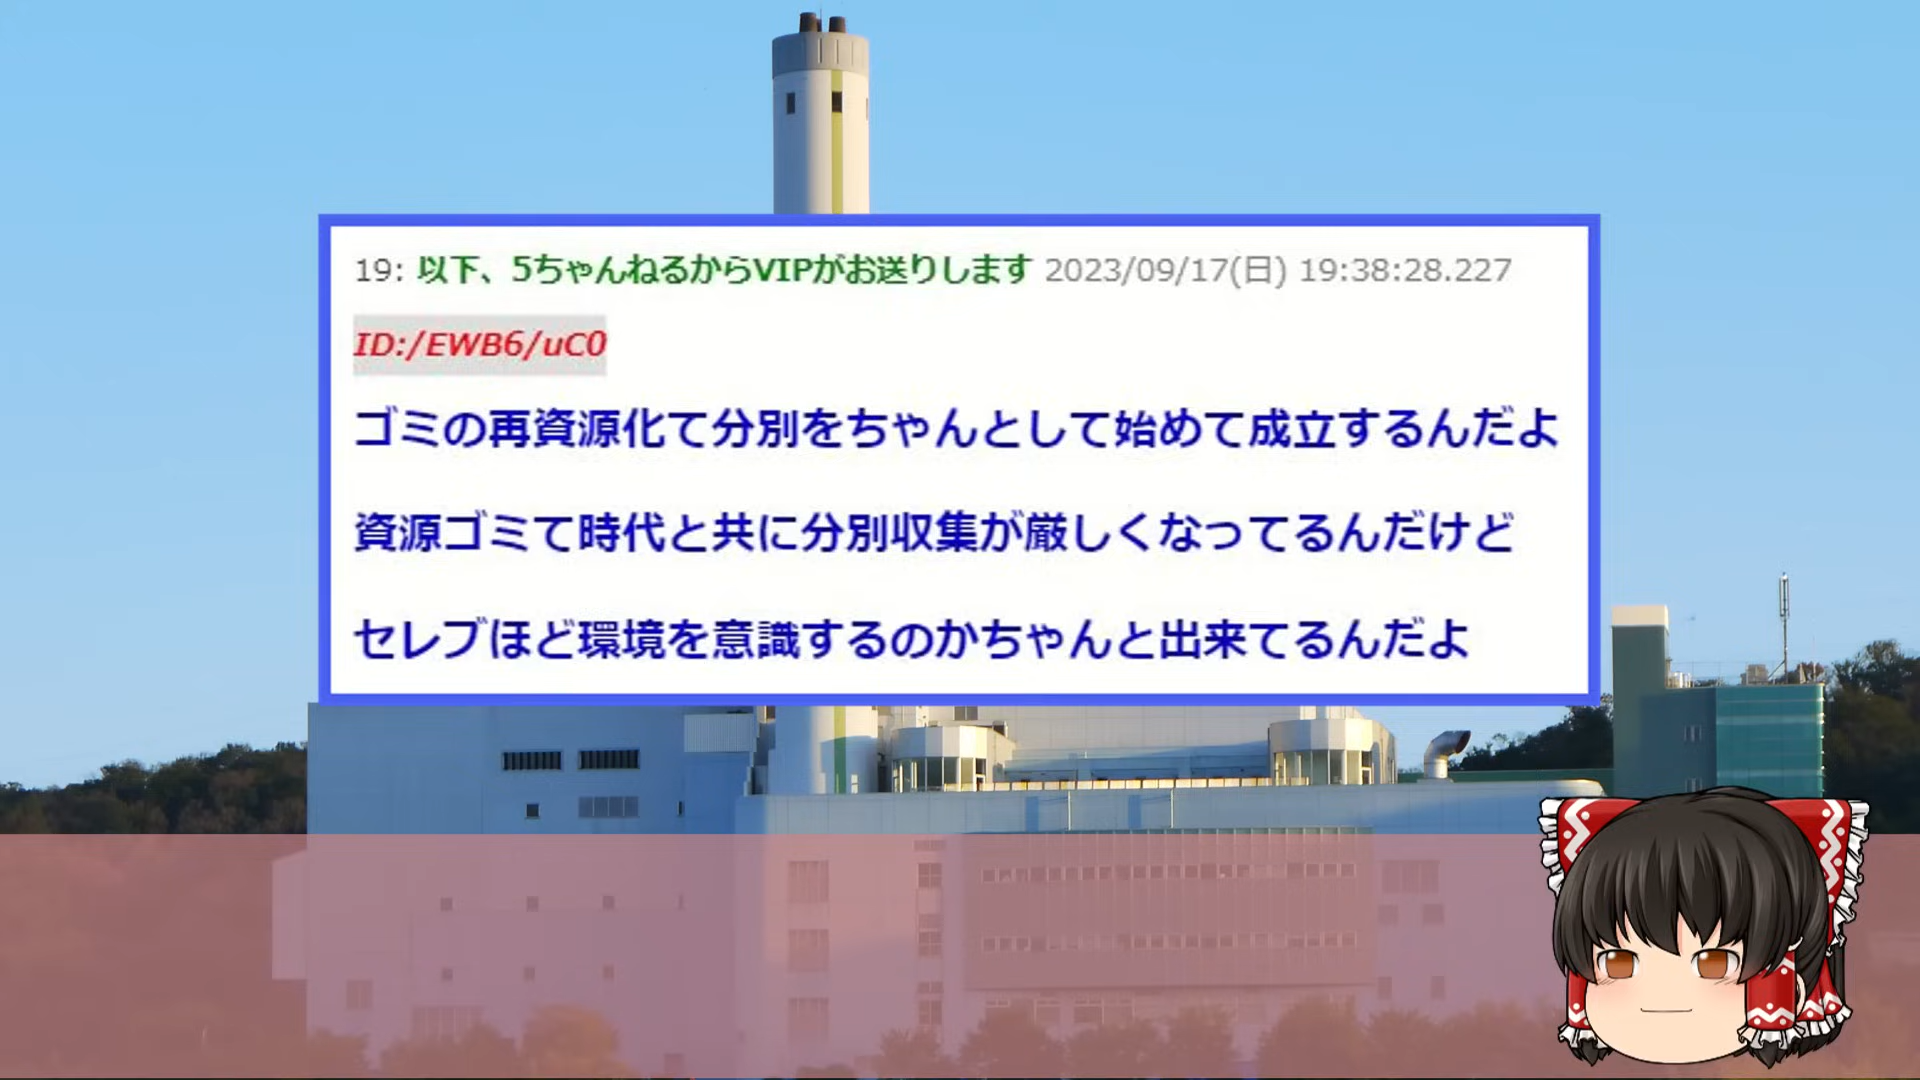 19: 以下、5ちゃんねるからVIPがお送りします 2023/09/17(日) 19:38:28.227
ID:/EWB6/uC0
ゴミの再資源化て分別をちゃんとして始めて成立するんだよ
資源ゴミて時代と共に分別収集が厳しくなってるんだけど
セレブほど環境を意識するのかちゃんと出来てるんだよ